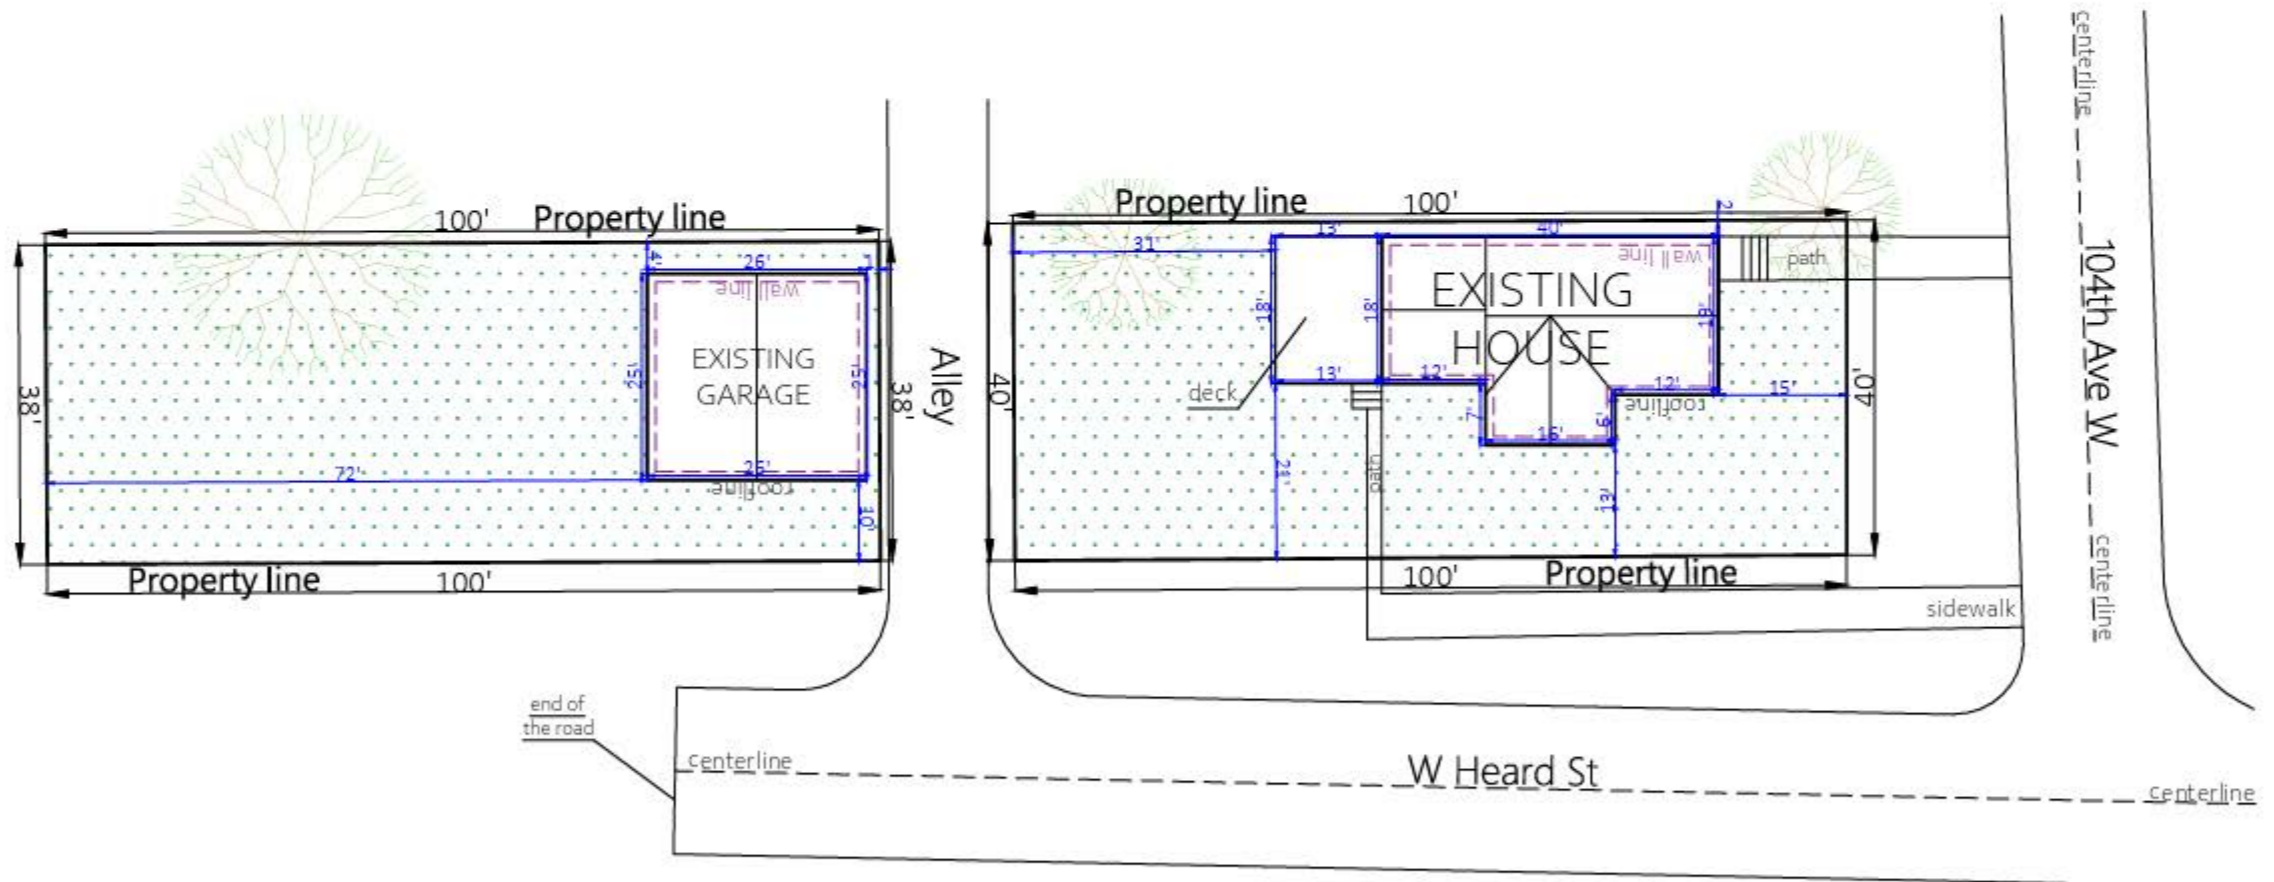 centerline
Property line
100'
2'
100'
Property line
13'
40'
31'
wall line
path
4'
26'
1'
wall line
EXISTING
HOUSE
18'
18'
104th Ave W
EXISTING
GARAGE
25'
25'
38'
38'
Alley
40'
deck
13'
12'
12'
15'
40'
roofline
7'
6'
16'
72'
25'
roofline
10'
21'
path
13'
centerline
Property line
100'
100'
Property line
sidewalk
end of
the road
centerline
W Heard St
centerline